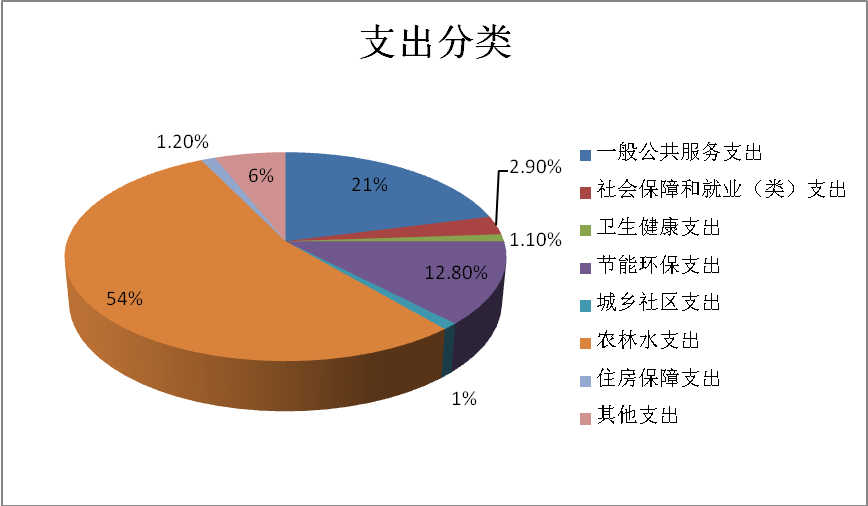 支出分类
1.20%
6%
21%
2.90%
1.10%
12.80%
54%
1%
一般公共服务支出
社会保障和就业（类）支出
卫生健康支出
节能环保支出
城乡社区支出
农林水支出
住房保障支出
其他支出